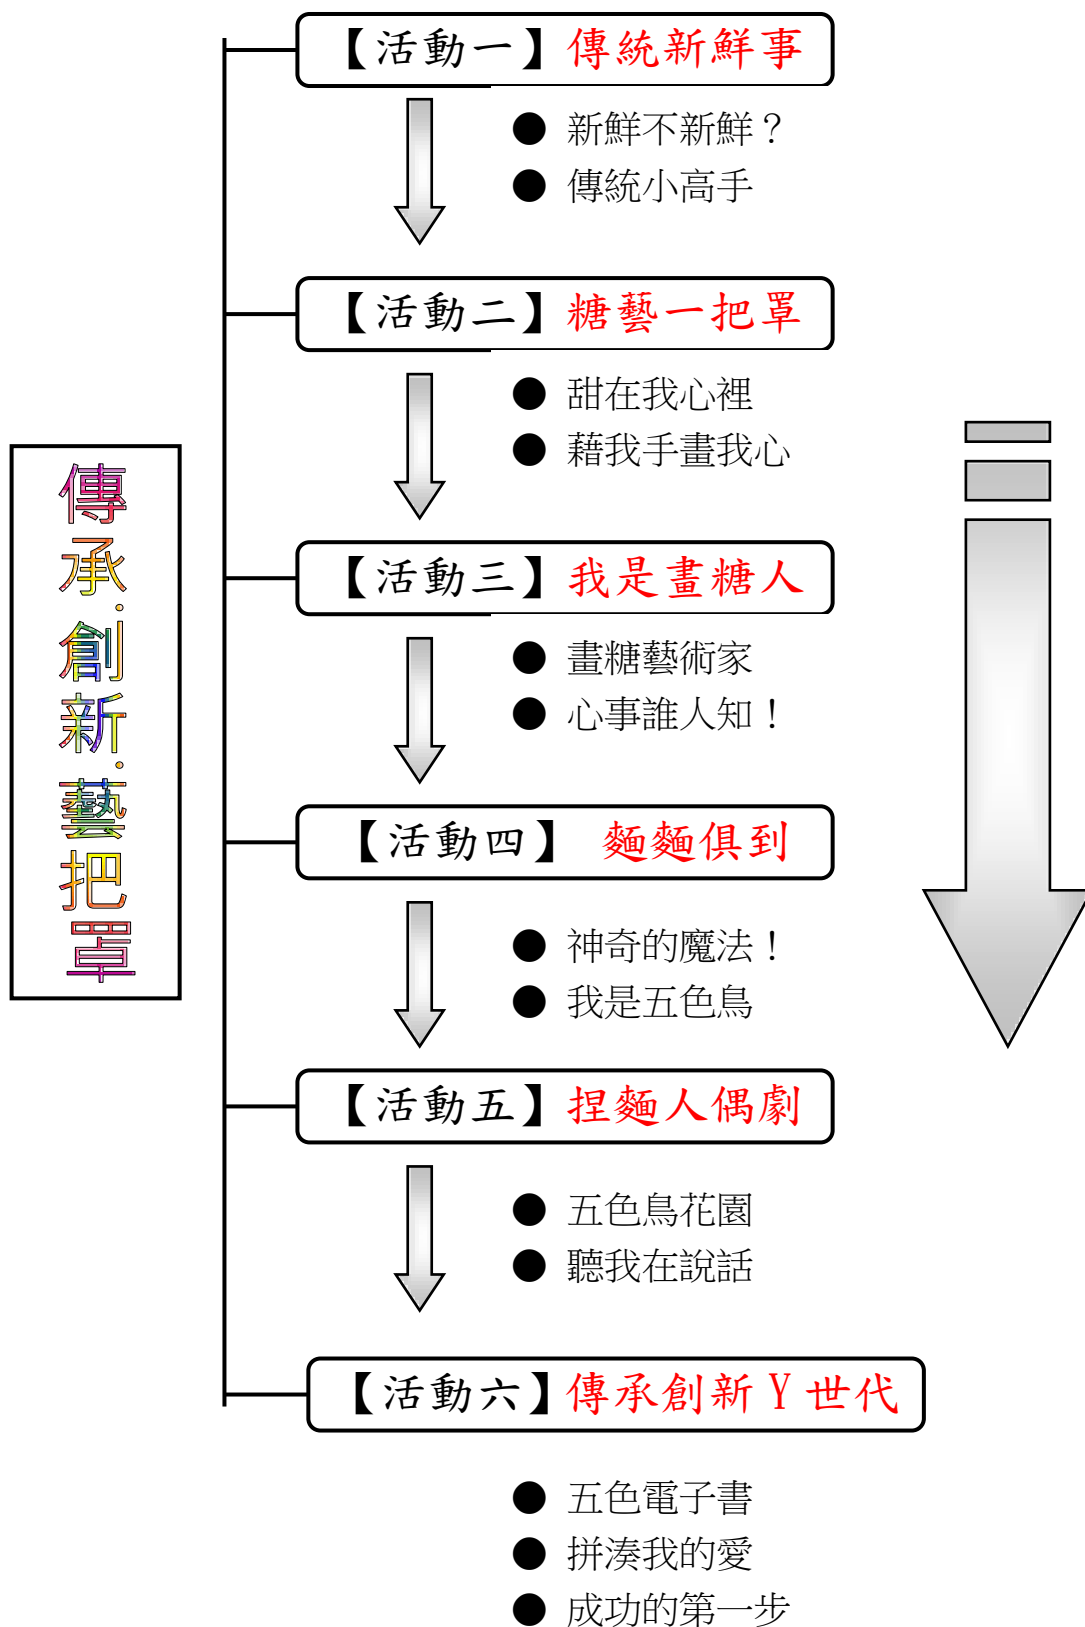 傳承.創新.藝把罩
【活動一】傳統新鮮事
● 新鮮不新鮮？
● 傳統小高手
【活動二】糖藝一把罩
● 甜在我心裡
● 藉我手畫我心
【活動三】我是畫糖人
● 畫糖藝術家
● 心事誰人知！
【活動四】 麵麵俱到
● 神奇的魔法！
● 我是五色鳥
【活動五】捏麵人偶劇
● 五色鳥花園
● 聽我在說話
【活動六】傳承創新Y世代
● 五色電子書
● 拼湊我的愛
● 成功的第一步